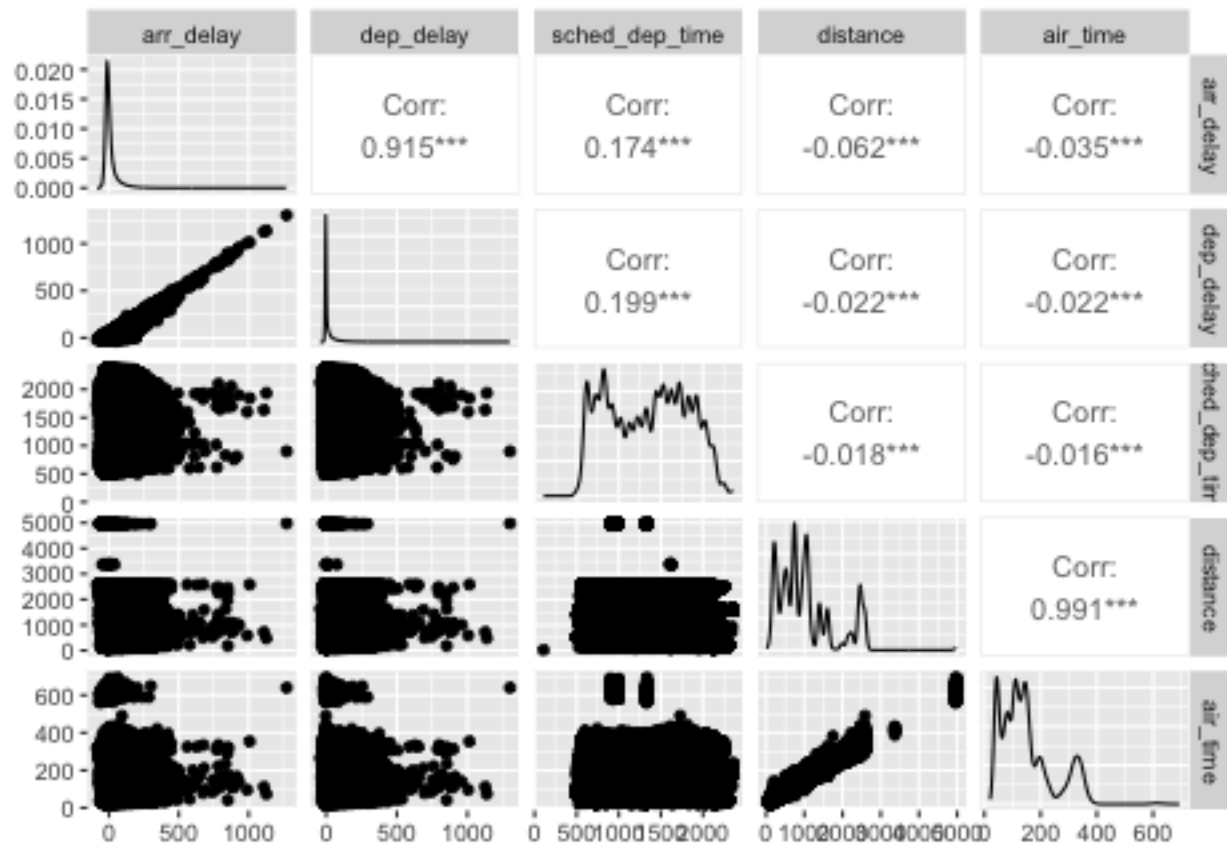 arr_delay dep_delay sched_dep_time distance air_time
0.020
0.015
0.010
0.005
0.000
Corr:
0.915***
Corr:
0.174***
Corr:
-0.062***
Corr:
-0.035***
arr_delay
1000
500
0
Corr:
0.199***
Corr:
-0.022***
Corr:
-0.022***
dep_delay
2000
1500
1000
500
0
Corr:
-0.018***
Corr:
-0.016***
ched_dep_tim
5000
4000
3000
2000
1000
0
Corr:
0.991***
distance
600
400
200
0
air_time
0 500 1000
0 500 1000
0 500 1000 1500 2000
0 1000 2000 3000 4000 5000
0 200 400 600